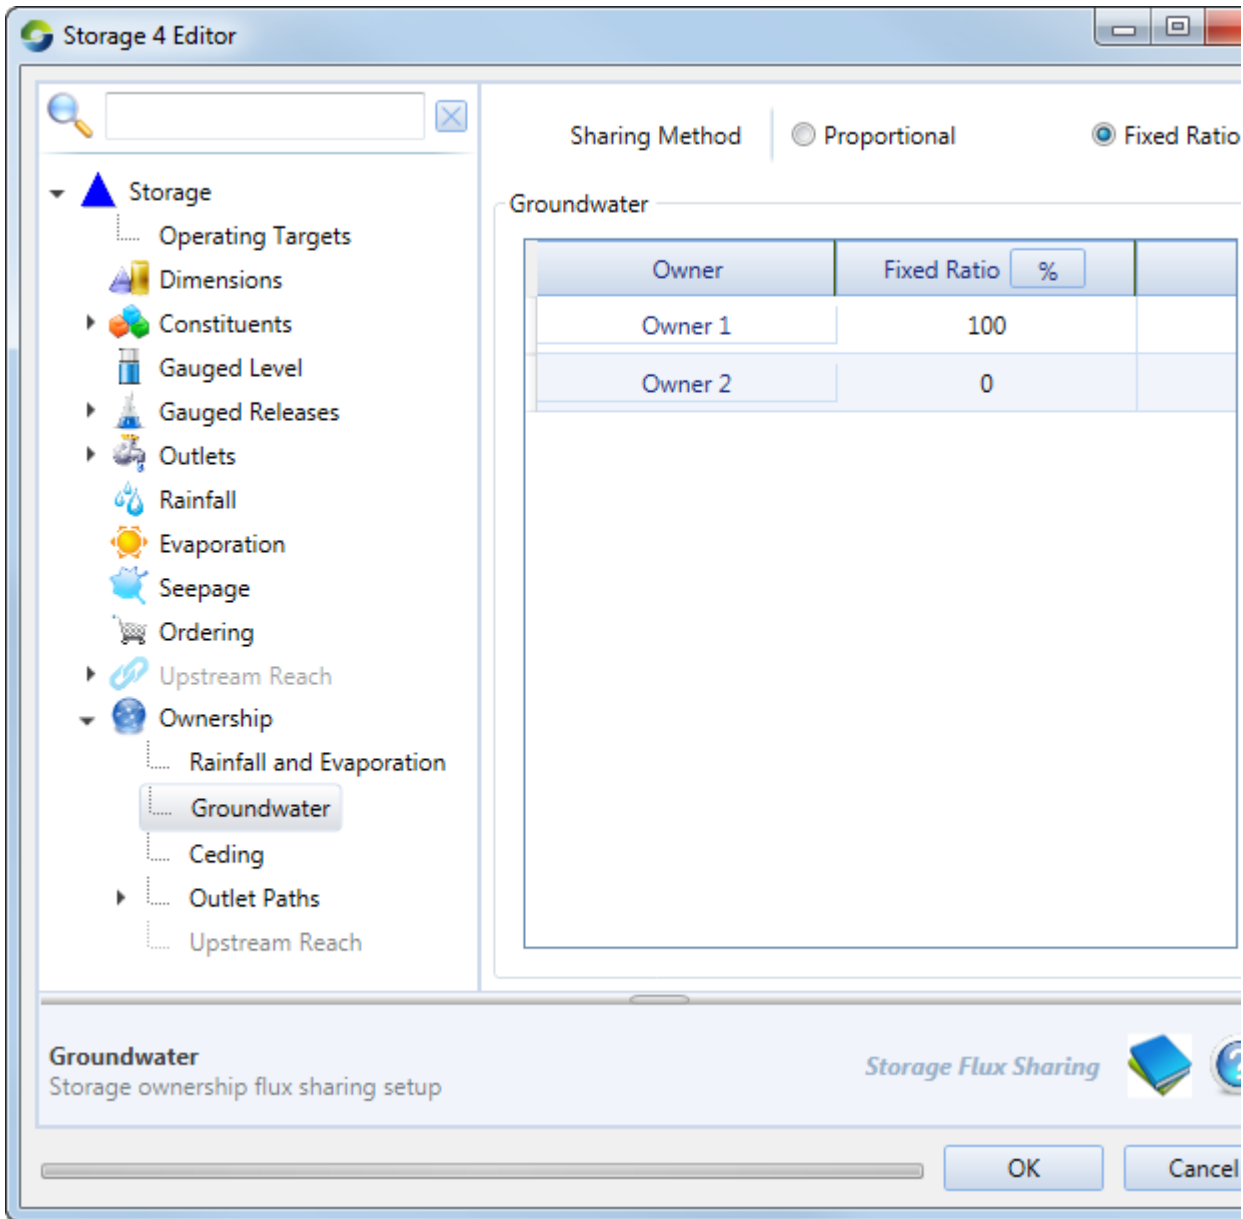 Storage 4 Editor
Sharing Method
Proportional
Fixed Ratio
Storage
Operating Targets
Dimensions
Constituents
Gauged Level
Gauged Releases
Outlets
Rainfall
Evaporation
Seepage
Ordering
Upstream Reach
Ownership
Rainfall and Evaporation
Groundwater
Ceding
Outlet Paths
Upstream Reach
Groundwater
Owner Fixed Ratio %
Owner 1 100
Owner 2 0
Groundwater
Storage ownership flux sharing setup
Storage Flux Sharing
?
OK
Cancel